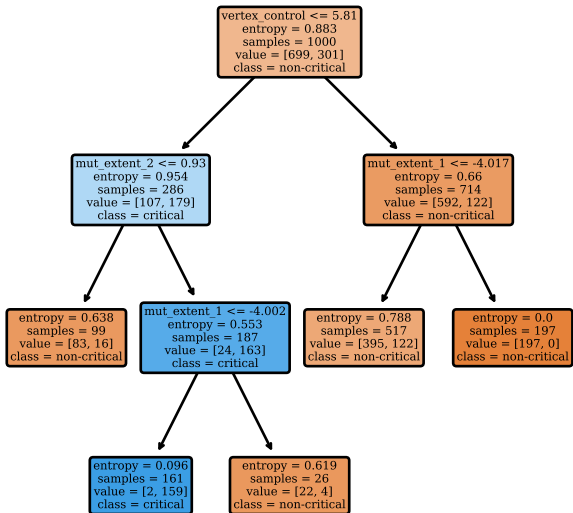 vertex_control <= 5.81
entropy = 0.883
samples = 1000
value = [699, 301]
class = non-critical
mut_extent_2 <= 0.93
entropy = 0.954
samples = 286
value = [107, 179]
class = critical
mut_extent_1 <= -4.017
entropy = 0.66
samples = 714
value = [592, 122]
class = non-critical
entropy = 0.638
samples = 99
value = [83, 16]
class = non-critical
mut_extent_1 <= -4.002
entropy = 0.553
samples = 187
value = [24, 163]
class = critical
entropy = 0.788
samples = 517
value = [395, 122]
class = non-critical
entropy = 0.0
samples = 197
value = [197, 0]
class = non-critical
entropy = 0.096
samples = 161
value = [2, 159]
class = critical
entropy = 0.619
samples = 26
value = [22, 4]
class = non-critical